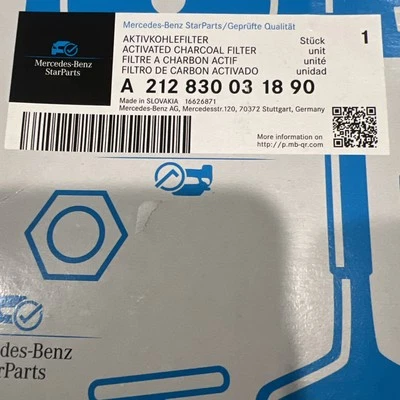 Mercedes-Benz
StarParts
Mercedes-Benz StarParts/Geprüfte Qualität
AKTIVKOHLEFILTER Stück 1
ACTIVATED CHARCOAL FILTER unit
FILTRE A CHARBON ACTIF unité
FILTRO DE CARBON ACTIVADO unidad
A 212 830 03 18 90
Made in SLOVAKIA 16626871
Mercedes-Benz AG, Mercedesstr.120, 70372 Stuttgart, Germany
More information on
http://p.mb-qr.com
des-Benz
rParts